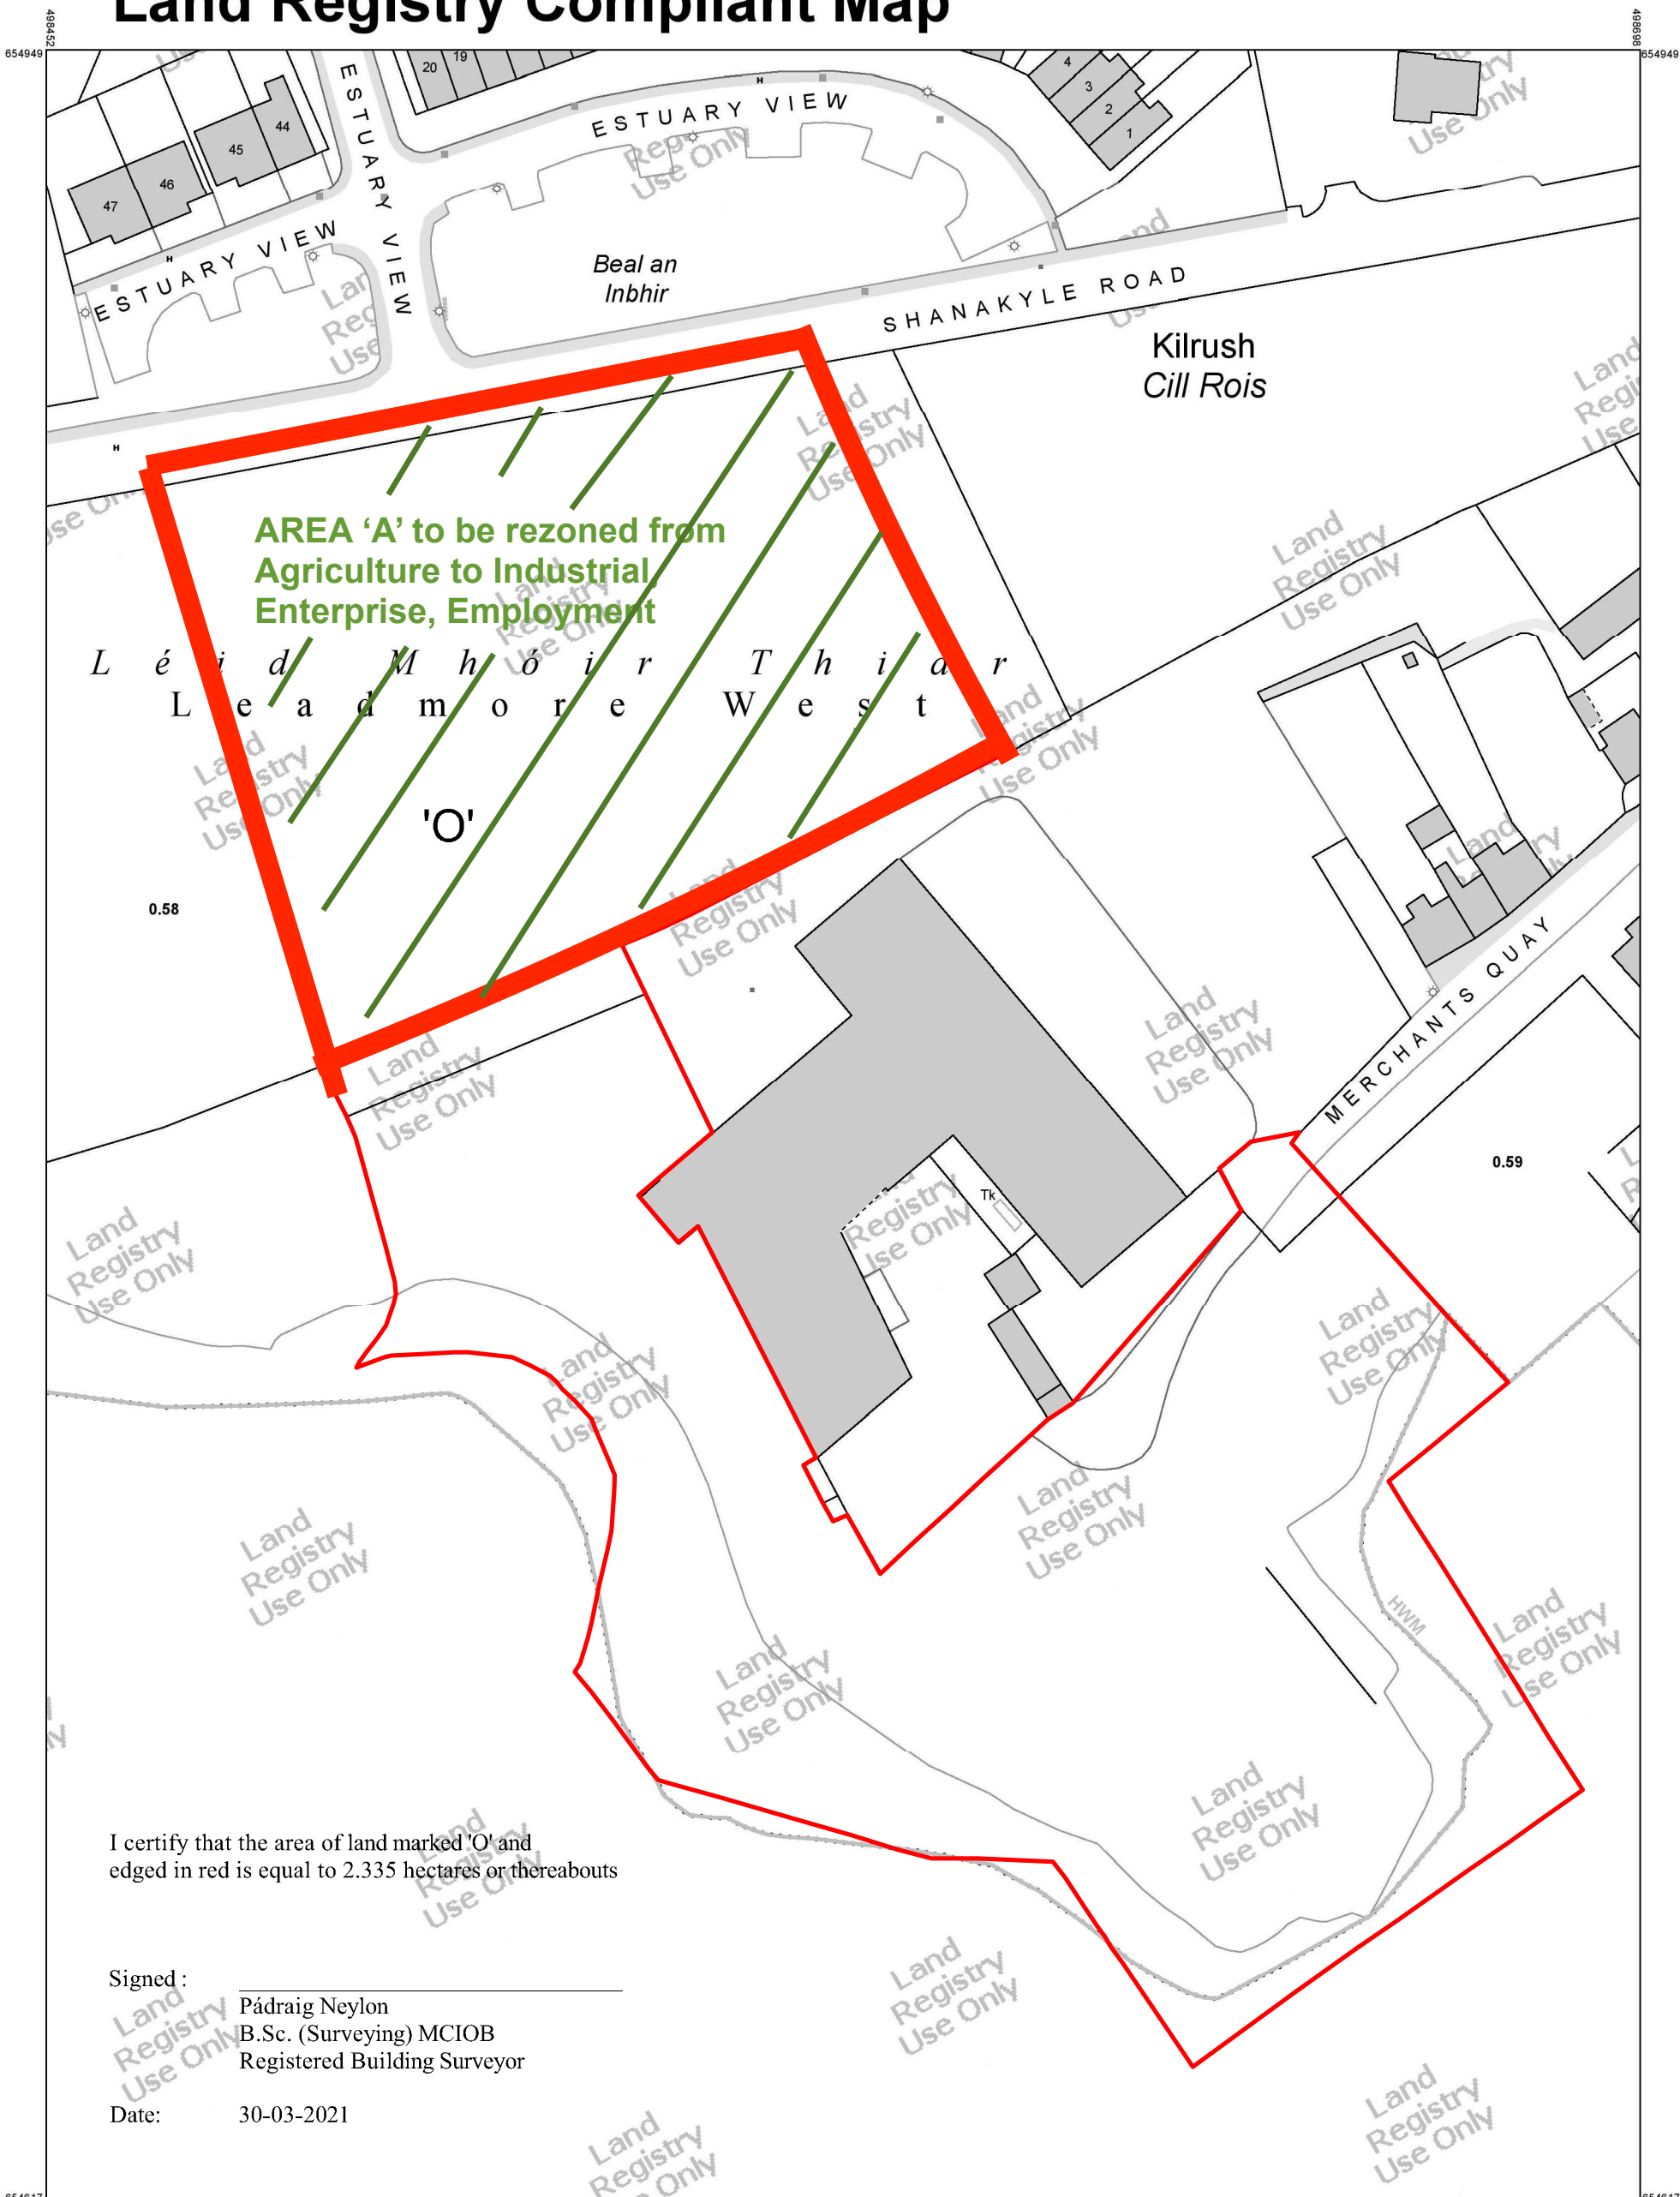 Land Registry Compliant Map
498452
498698
654949
654949
20
19
4
3
2
1
44
45
46
47
H
H
H
ESTUARY VIEW
ESTUARY VIEW
ESTUARY VIEW
Beal an
Inbhir
SHANAKYLE ROAD
Kilrush
Cill Rois
AREA ‘A’ to be rezoned from
Agriculture to Industrial,
Enterprise, Employment
Léid Mhóir Thiar
Leadmore West
'O'
0.58
MERCHANTS QUAY
0.59
Tk
HWM
Land
Registry
Use Only
I certify that the area of land marked 'O' and
edged in red is equal to 2.335 hectares or thereabouts
Signed :
Pádraig Neylon
B.Sc. (Surveying) MCIOB
Registered Building Surveyor
Date: 30-03-2021